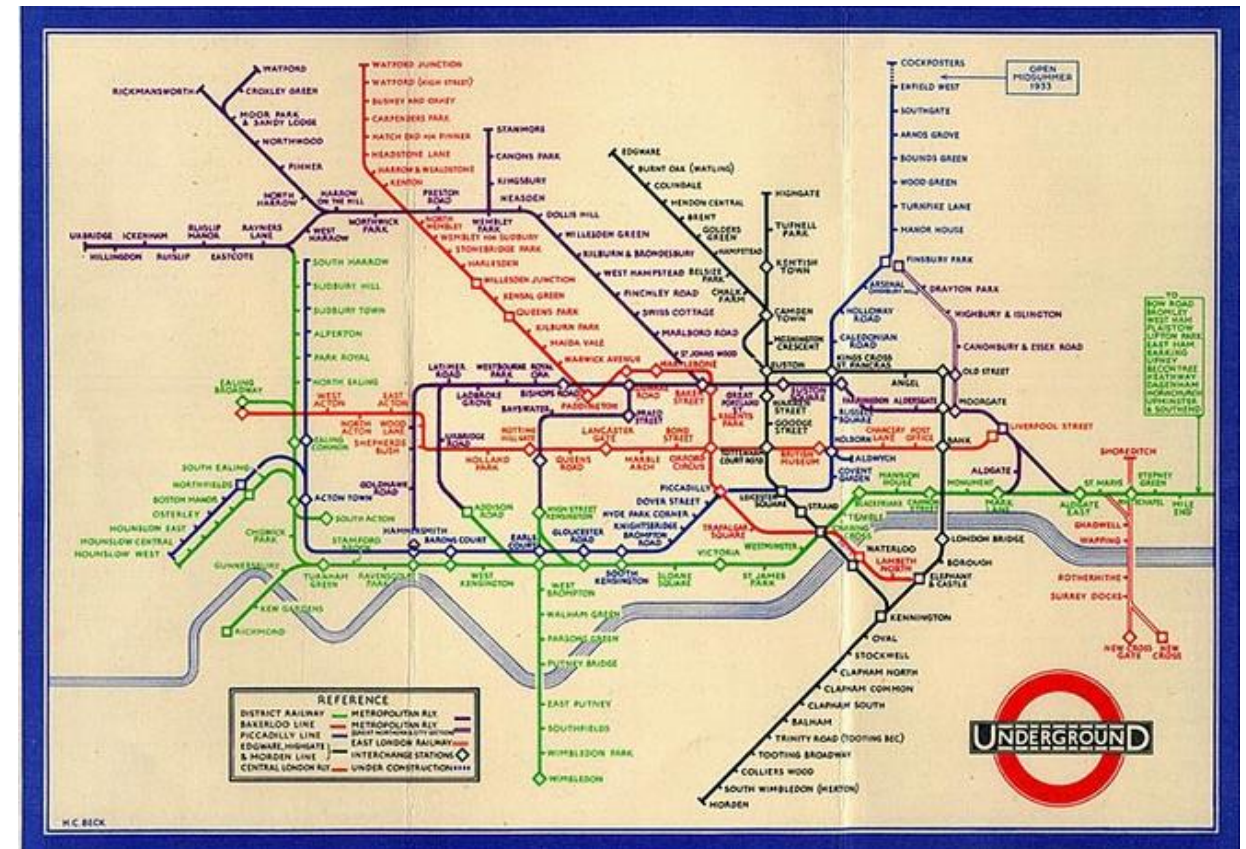 WATFORD
CROXLEY GREEN
RICKMANSWORTH
MOOR PARK
& SANDY LODGE
NORTHWOOD
PINNER
NORTH
HARROW
HARROW
ON THE HILL
NORTHWICK
PARK
PRESTON
ROAD
WEMBLEY
PARK
WEST
HARROW
RAYNERS
LANE
EASTCOTE
RUISLIP
MANOR
RUISLIP
ICKENHAM
HILLINGDON
UXBRIDGE
WATFORD JUNCTION
WATFORD (HIGH STREET)
BUSHEY AND OXHEY
CARPENDERS PARK
HATCH END FOR PINNER
HEADSTONE LANE
HARROW & WEALDSTONE
KENTON
NORTH
WEMBLEY
WEMBLEY FOR SUDBURY
STONEBRIDGE PARK
HARLESDEN
WILLESDEN JUNCTION
KENSAL GREEN
QUEENS PARK
KILBURN PARK
MAIDA VALE
WARWICK AVENUE
PADDINGTON
STANMORE
CANONS PARK
KINGSBURY
NEASDEN
DOLLIS HILL
WILLESDEN GREEN
KILBURN & BRONDESBURY
WEST HAMPSTEAD
FINCHLEY ROAD
SWISS COTTAGE
MARLBORO ROAD
ST. JOHNS WOOD
EDGWARE
BURNT OAK (WATLING)
COLINDALE
HENDON CENTRAL
BRENT
GOLDERS
GREEN
HAMPSTEAD
BELSIZE
PARK
CHALK
FARM
HIGHGATE
TUFNELL
PARK
KENTISH
TOWN
CAMDEN
TOWN
MORNINGTON
CRESCENT
EUSTON
COCKFOSTERS
OPEN
MIDSUMMER
1933
ENFIELD WEST
SOUTHGATE
ARNOS GROVE
BOUNDS GREEN
WOOD GREEN
TURNPIKE LANE
MANOR HOUSE
FINSBURY PARK
ARSENAL
DRAYTON PARK
HOLLOWAY
ROAD
HIGHBURY & ISLINGTON
CALEDONIAN
ROAD
CANONBURY & ESSEX ROAD
KINGS CROSS
ST. PANCRAS
ANGEL
OLD STREET
MOORGATE
TO
BOW ROAD
BROMLEY
WEST HAM
PLAISTOW
UPTON PARK
EAST HAM
BARKING
UPNEY
BECONTREE
HEATHWAY
DAGENHAM
HORNCHURCH
UPMINSTER
& SOUTHEND
SOUTH HARROW
SUDBURY HILL
SUDBURY TOWN
ALPERTON
PARK ROYAL
NORTH EALING
EALING
BROADWAY
WEST
ACTON
NORTH
ACTON
EAST
ACTON
WOOD
LANE
SHEPHERDS
BUSH
LATIMER
ROAD
LADBROKE
GROVE
WESTBOURNE
PARK
ROYAL
OAK
BISHOPS ROAD
BAYSWATER
PRAED
STREET
MARYLEBONE
BAKER
STREET
GREAT
PORTLAND
ST.
REGENTS
PARK
WARREN
STREET
GOODGE
STREET
EUSTON
SQUARE
RUSSELL
SQUARE
FARRINGDON
ALDERSGATE
LIVERPOOL STREET
EALING
COMMON
UXBRIDGE
ROAD
HOLLAND
PARK
NOTTING
HILL GATE
QUEENS
ROAD
LANCASTER
GATE
MARBLE
ARCH
BOND
STREET
OXFORD
CIRCUS
TOTTENHAM
COURT ROAD
BRITISH
MUSEUM
HOLBORN
CHANCERY
LANE
POST
OFFICE
BANK
ALDWYCH
COVENT
GARDEN
ALDGATE
SHOREDITCH
SOUTH EALING
NORTHFIELDS
BOSTON MANOR
OSTERLEY
HOUNSLOW EAST
HOUNSLOW CENTRAL
HOUNSLOW WEST
ACTON TOWN
SOUTH ACTON
CHISWICK
PARK
GUNNERSBURY
KEW GARDENS
RICHMOND
TURNHAM
GREEN
STAMFORD
BROOK
RAVENSCOURT
PARK
GOLDHAWK
ROAD
HAMMERSMITH
BARONS COURT
WEST
KENSINGTON
ADDISON
ROAD
HIGH STREET
KENSINGTON
EARLS
COURT
GLOUCESTER
ROAD
SOUTH
KENSINGTON
KNIGHTSBRIDGE
BROMPTON
ROAD
HYDE PARK CORNER
DOVER STREET
PICCADILLY
LEICESTER
SQUARE
STRAND
TRAFALGAR
SQUARE
SLOANE
SQUARE
VICTORIA
ST. JAMES
PARK
WESTMINSTER
CHARING
CROSS
TEMPLE
BLACKFRIARS
MANSION
HOUSE
CANNON
STREET
MONUMENT
MARK
LANE
ALDGATE
EAST
ST. MARYS
WHITECHAPEL
STEPNEY
GREEN
MILE
END
SHADWELL
WAPPING
ROTHERHITHE
SURREY DOCKS
NEW CROSS
GATE
NEW
CROSS
WATERLOO
LAMBETH
NORTH
LONDON BRIDGE
BOROUGH
ELEPHANT
& CASTLE
KENNINGTON
OVAL
STOCKWELL
CLAPHAM NORTH
CLAPHAM COMMON
CLAPHAM SOUTH
BALHAM
TRINITY ROAD (TOOTING BEC)
TOOTING BROADWAY
COLLIERS WOOD
SOUTH WIMBLEDON (MERTON)
MORDEN
WEST
BROMPTON
WALHAM GREEN
PARSONS GREEN
PUTNEY BRIDGE
EAST PUTNEY
SOUTHFIELDS
WIMBLEDON PARK
WIMBLEDON
REFERENCE
DISTRICT RAILWAY
BAKERLOO LINE
PICCADILLY LINE
EDGWARE, HIGHGATE
& MORDEN LINE
CENTRAL LONDON RLY.
METROPOLITAN RLY.
METROPOLITAN RLY.
(GREAT NORTHERN & CITY SECTION)
EAST LONDON RAILWAY
INTERCHANGE STATIONS
UNDER CONSTRUCTION
UNDERGROUND
H.C. BECK